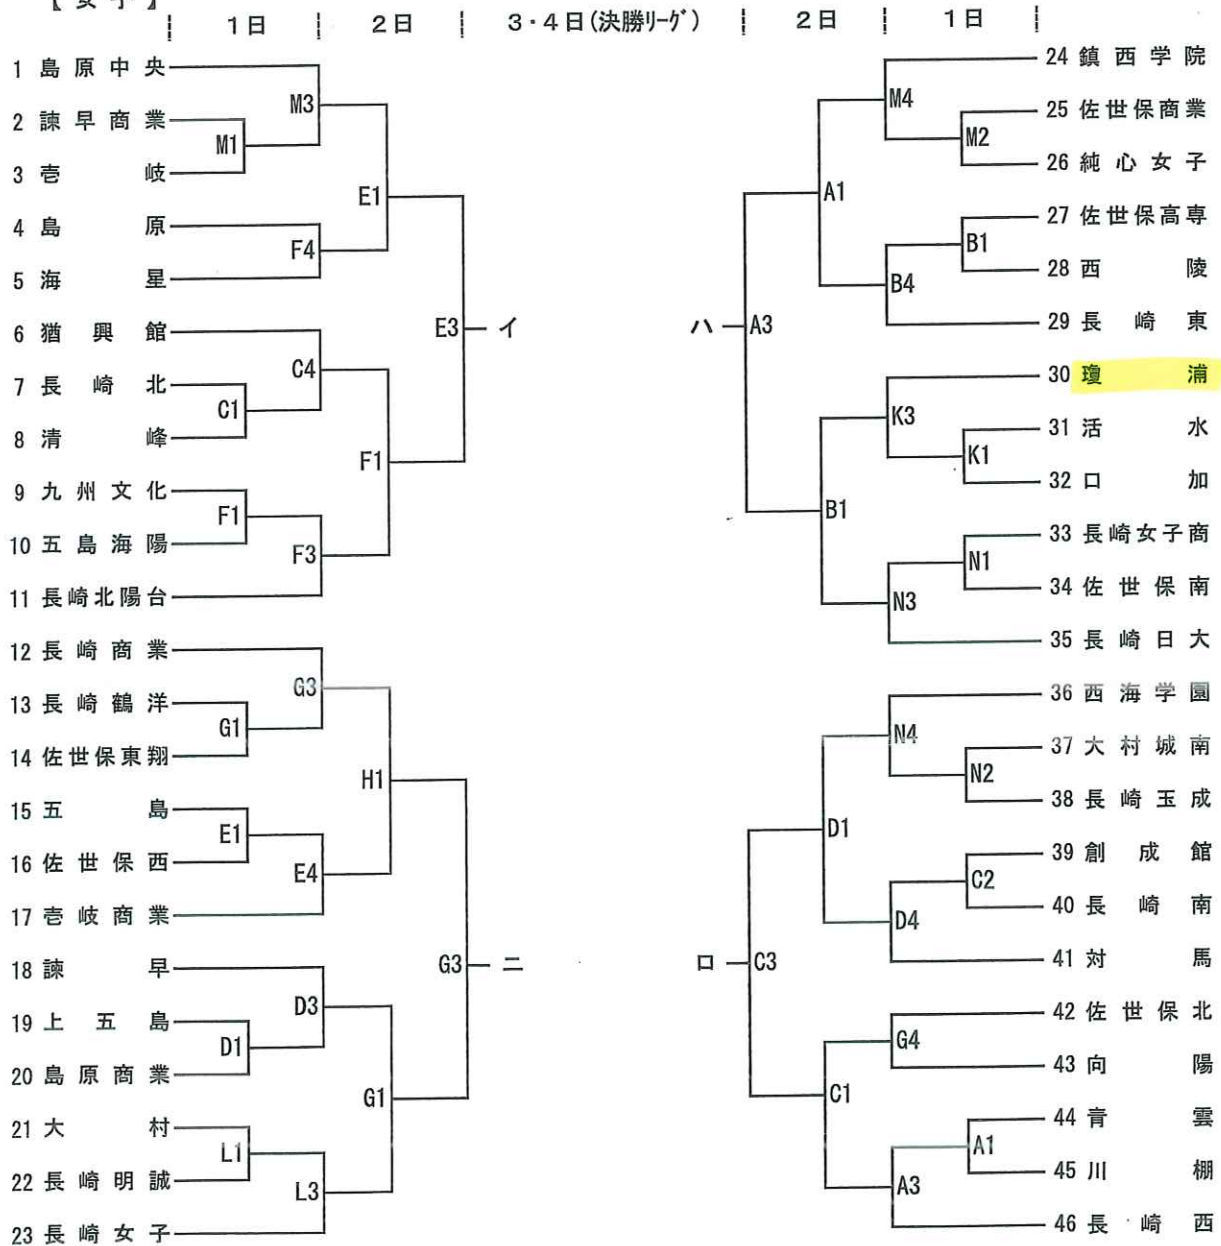 【 女 子 】
1日 2日 3・4日(決勝リーグ) 2日 1日
1 島原中央
2 諫早商業
3 壱岐
4 島原
5 海星
6 猶興館
7 長崎北
8 清峰
9 九州文化
10 五島海陽
11 長崎北陽台
12 長崎商業
13 長崎鶴洋
14 佐世保東翔
15 五島
16 佐世保西
17 壱岐商業
18 諫早
19 上五島
20 島原商業
21 大村
22 長崎明誠
23 長崎女子
M1
C1
F1
G1
E1
D1
L1
M3
F4
C4
F3
G3
E4
D3
L3
E1
F1
H1
G1
E3
G3
イ
ニ
ハ
ロ
A3
C3
A1
B1
D1
C1
M4
B4
K3
N3
N4
D4
G4
A3
M2
B1
K1
N1
N2
C2
A1
24 鎮西学院
25 佐世保商業
26 純心女子
27 佐世保高専
28 西陵
29 長崎東
30 瓊浦
31 活水
32 口加
33 長崎女子商
34 佐世保南
35 長崎日大
36 西海学園
37 大村城南
38 長崎玉成
39 創成館
40 長崎南
41 対馬
42 佐世保北
43 向陽
44 青雲
45 川棚
46 長崎西